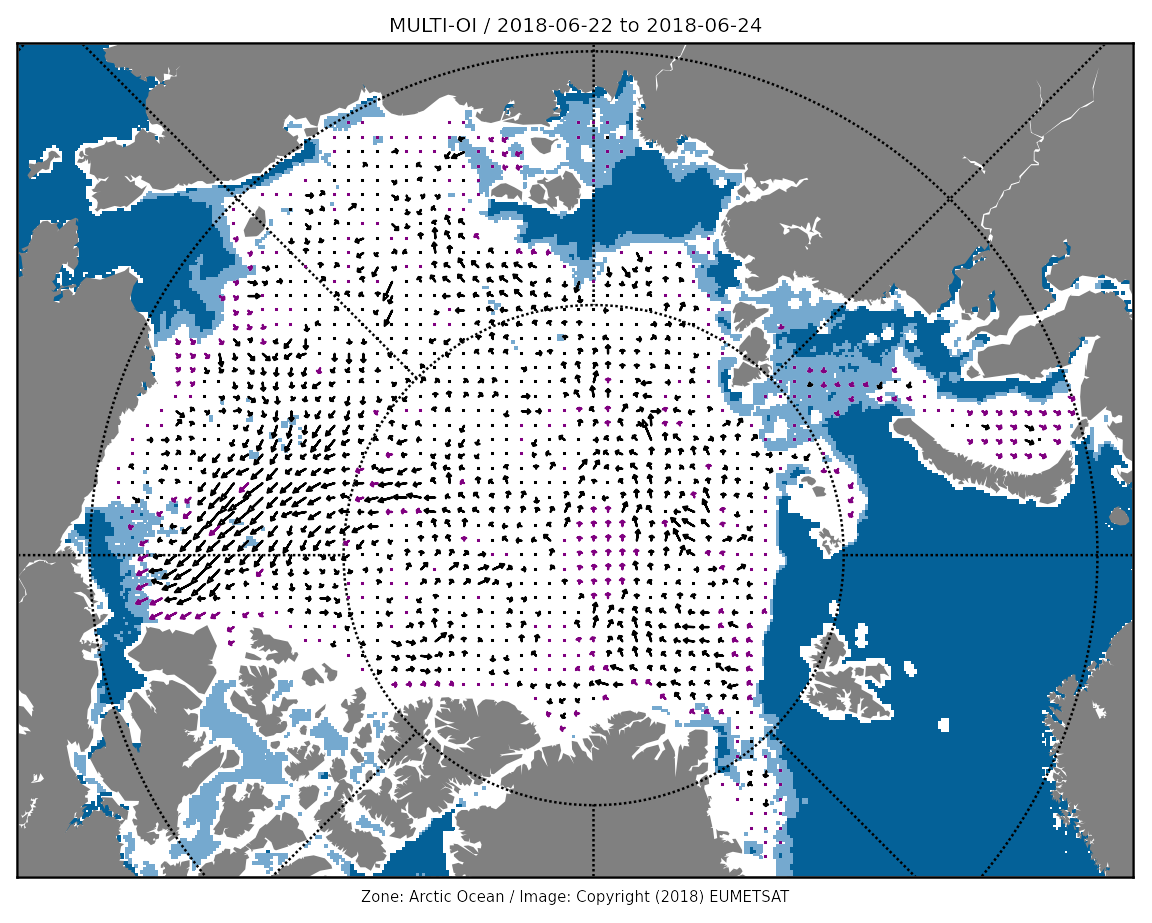 MULTI-OI / 2018-06-22 to 2018-06-24
Zone: Arctic Ocean / Image: Copyright (2018) EUMETSAT